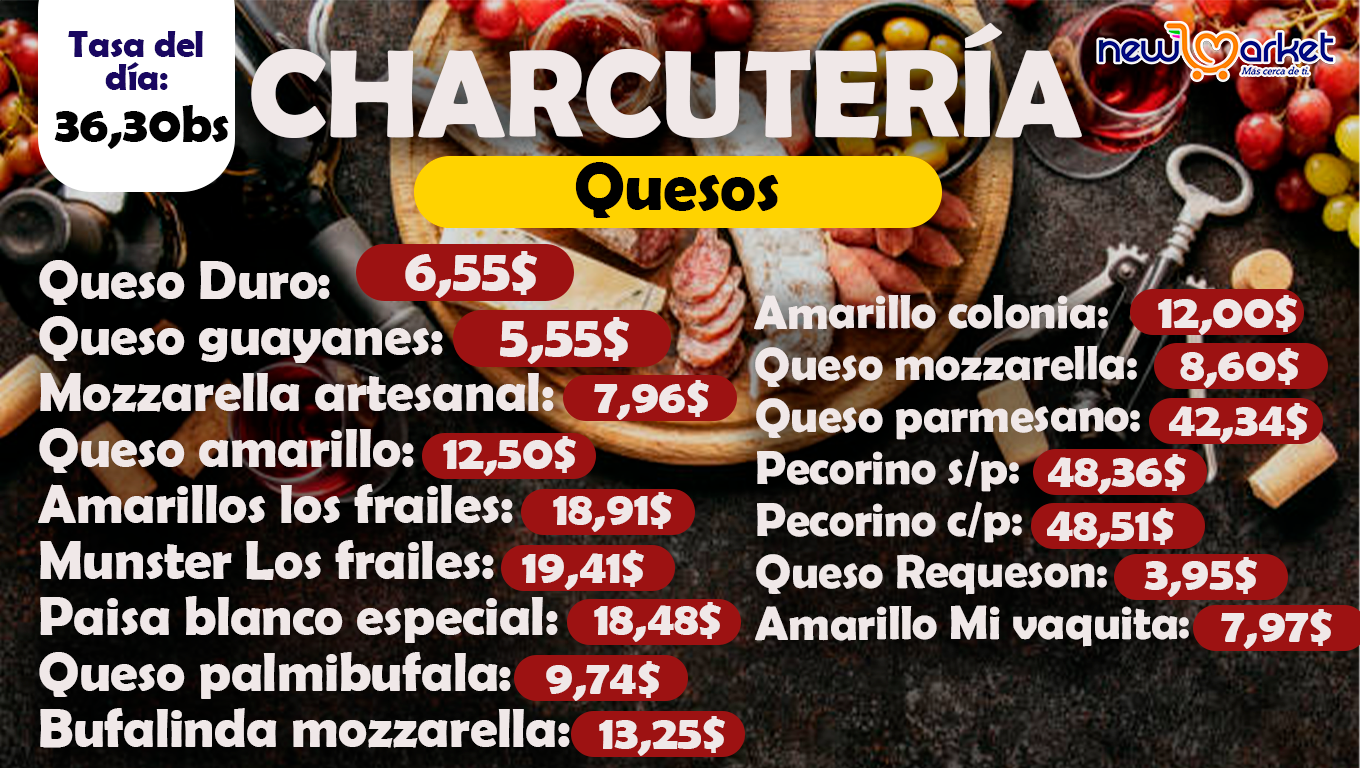 Tasa del
día:
36,30bs
CHARCUTERÍA
new market
Más cerca de ti.
Quesos
Queso Duro: 6,55$
Queso guayanes: 5,55$
Mozzarella artesanal: 7,96$
Queso amarillo: 12,50$
Amarillos los frailes: 18,91$
Munster Los frailes: 19,41$
Paisa blanco especial: 18,48$
Queso palmibufala: 9,74$
Bufalinda mozzarella: 13,25$
Amarillo colonia: 12,00$
Queso mozzarella: 8,60$
Queso parmesano: 42,34$
Pecorino s/p: 48,36$
Pecorino c/p: 48,51$
Queso Requeson: 3,95$
Amarillo Mi vaquita: 7,97$